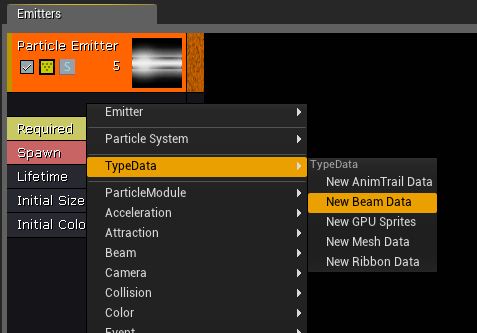 Emitters
Particle Emitter
S 5
Required
Spawn
Lifetime
Initial Size
Initial Colo
Emitter
Particle System
TypeData
ParticleModule
Acceleration
Attraction
Beam
Camera
Collision
Color
Event
TypeData
New AnimTrail Data
New Beam Data
New GPU Sprites
New Mesh Data
New Ribbon Data